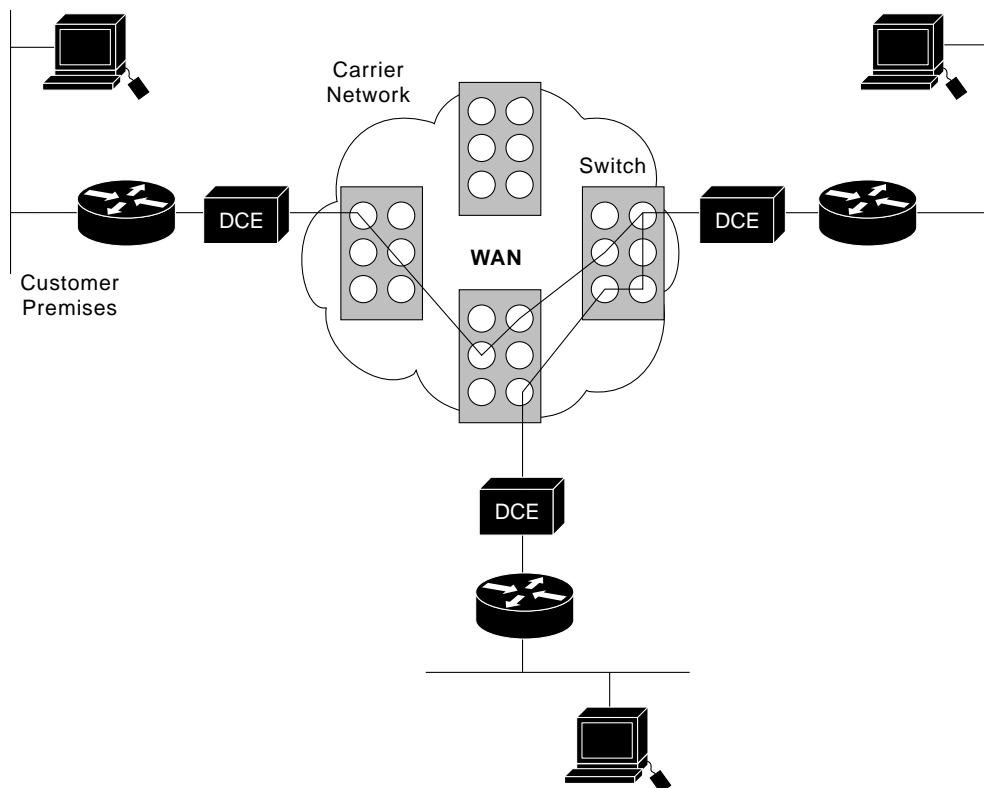 Carrier
Network
Switch
DCE
DCE
WAN
Customer
Premises
DCE